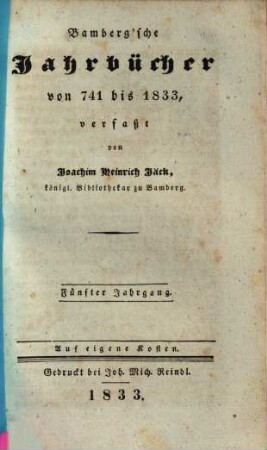 Bamberg'sche
Jahrbücher
von 741 bis 1833,
verfaßt
von
Joachim Heinrich Jäck,
königl. Bibliothekar zu Bamberg.
Fünfter Jahrgang.
Auf eigene Kosten.
Gedruckt bei Joh. Mich. Reindl.
1833.